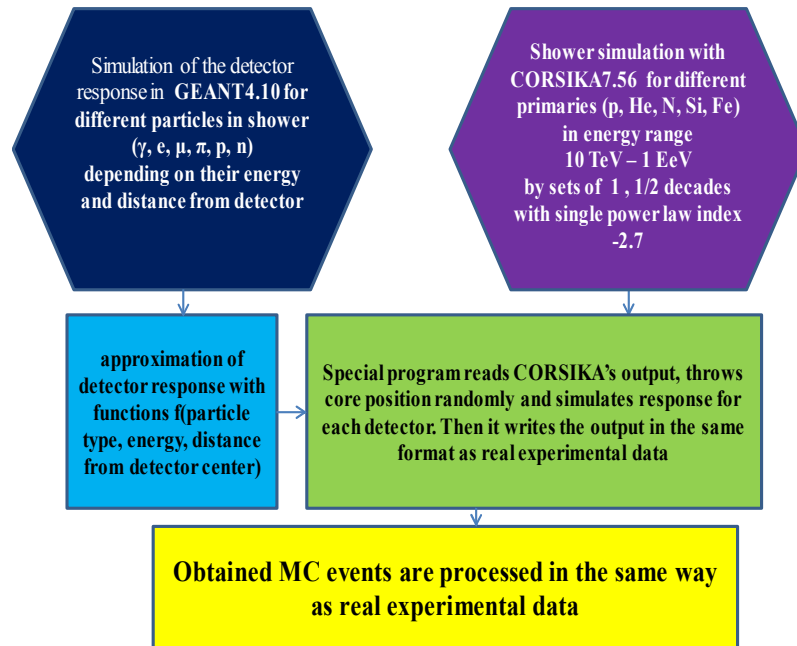 Simulation of the detector
response in GEANT4.10 for
different particles in shower
(γ, e, μ, π, p, n)
depending on their energy
and distance from detector
Shower simulation with
CORSIKA7.56 for different
primaries (p, He, N, Si, Fe)
in energy range
10 TeV – 1 EeV
by sets of 1 , 1/2 decades
with single power law index
-2.7
approximation of
detector response with
functions f(particle
type, energy, distance
from detector center)
Special program reads CORSIKA's output, throws
core position randomly and simulates response for
each detector. Then it writes the output in the same
format as real experimental data
Obtained MC events are processed in the same way
as real experimental data